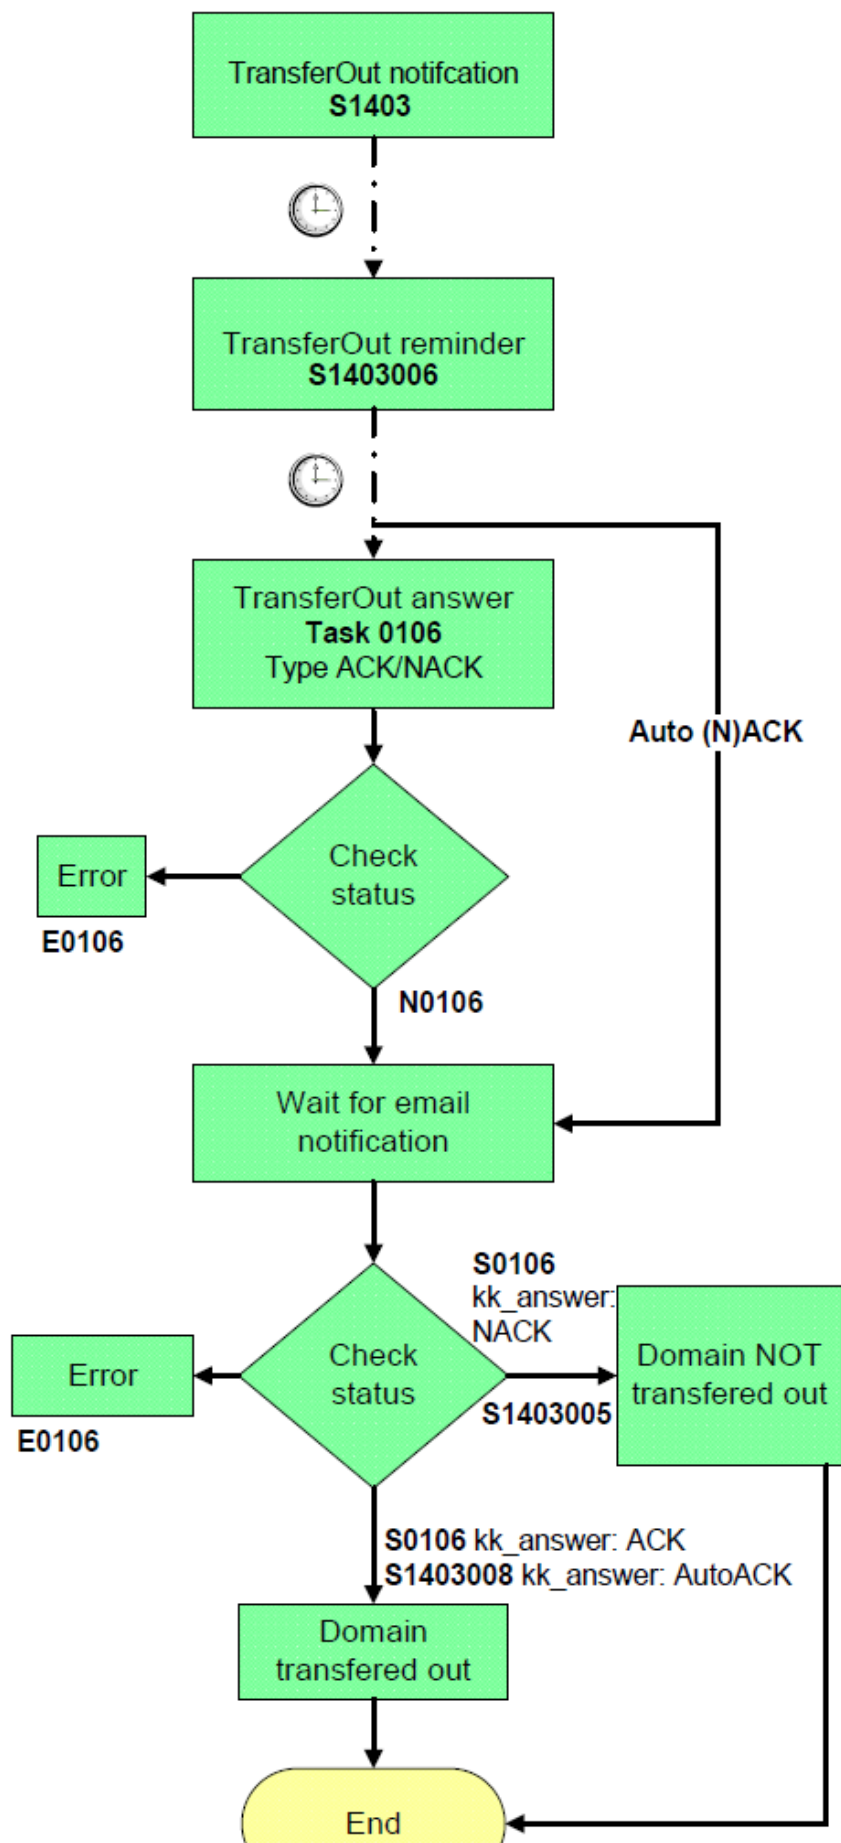 TransferOut notifcation
S1403
TransferOut reminder
S1403006
TransferOut answer
Task 0106
Type ACK/NACK
Auto (N)ACK
Check
status
Error
E0106
N0106
Wait for email
notification
S0106
kk_answer:
NACK
Domain NOT
transfered out
Check
status
Error
S1403005
E0106
S0106 kk_answer: ACK
S1403008 kk_answer: AutoACK
Domain
transfered out
End